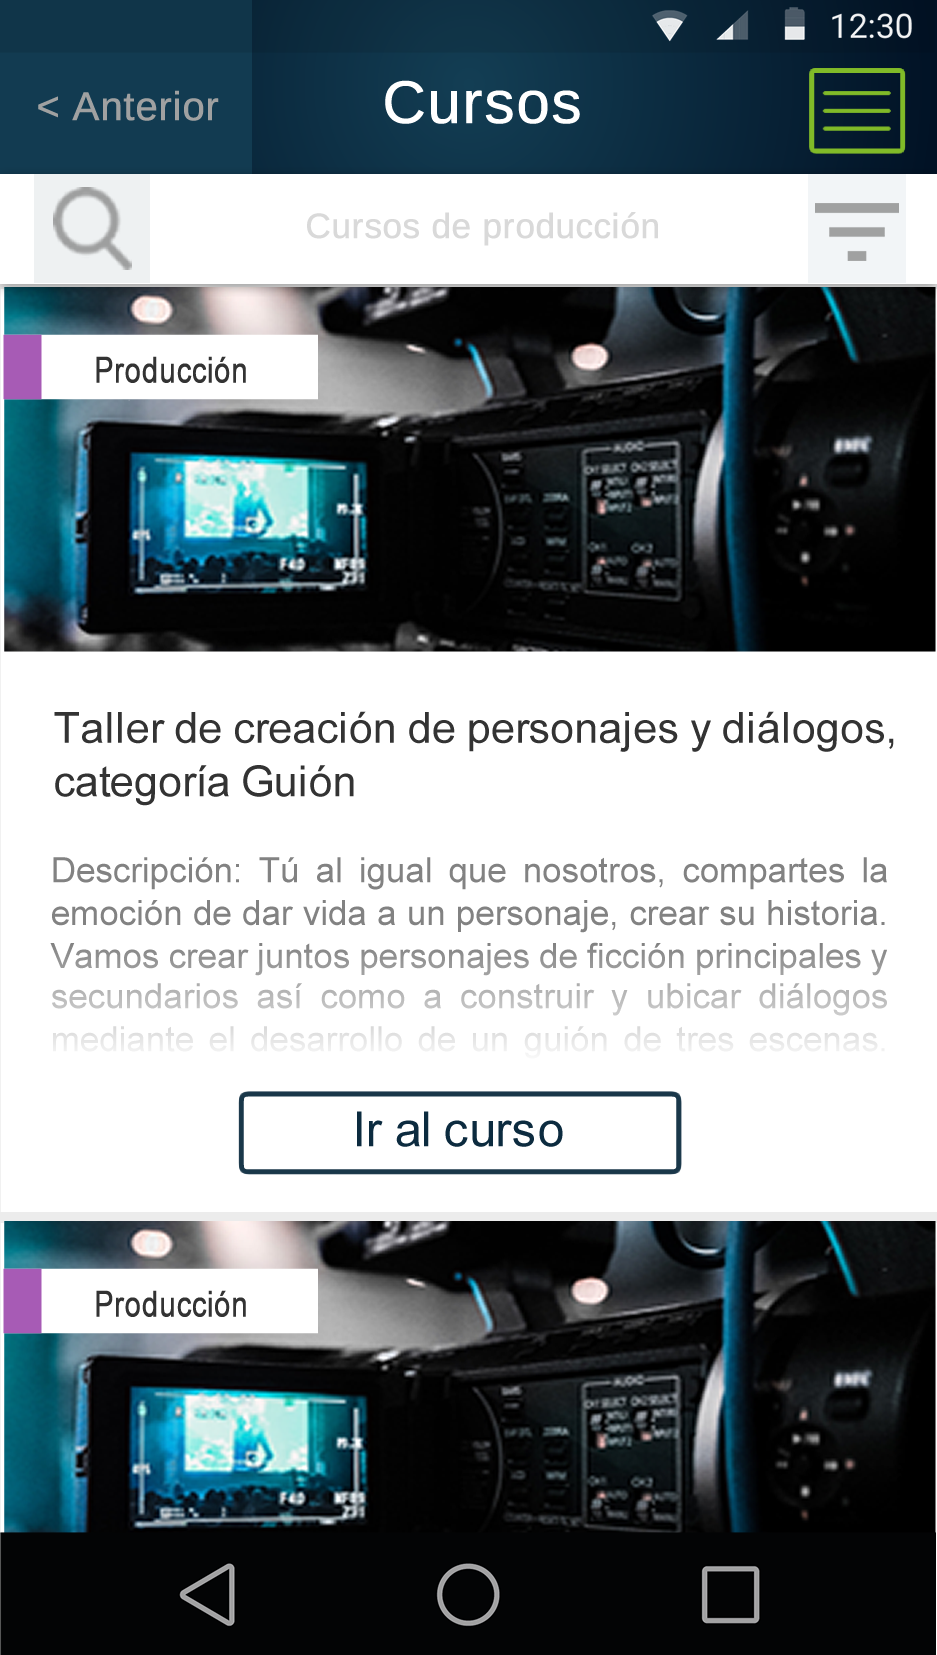 12:30
< Anterior
Cursos
Cursos de producción
Producción
Taller de creación de personajes y diálogos,
categoría Guión
Descripción: Tú al igual que nosotros, compartes la
emoción de dar vida a un personaje, crear su historia.
Vamos crear juntos personajes de ficción principales y
secundarios así como a construir y ubicar diálogos
mediante el desarrollo de un guión de tres escenas.
Ir al curso
Producción